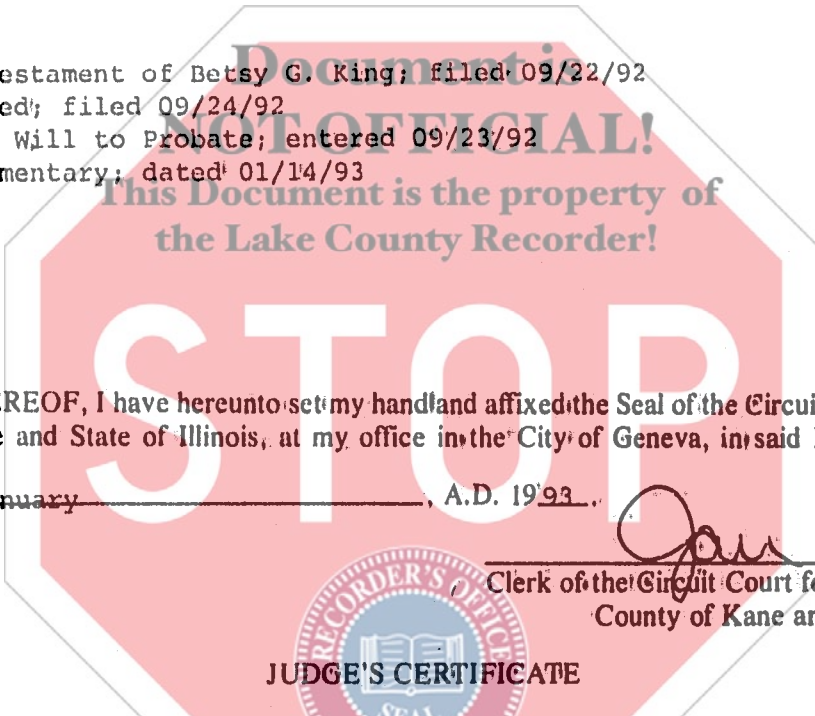 estament of Betsy G. King; filed 09/22/92
ed; filed 09/24/92
Will to Probate; entered 09/23/92
mentary; dated 01/14/93
Document is
NOT OFFICIAL!
This Document is the property of
the Lake County Recorder!
STOP
EREOF, I have hereunto set my hand and affixed the Seal of the Circui
e and State of Illinois, at my office in the City of Geneva, in said
nuary, A.D. 1993.
Clerk of the Circuit Court f
County of Kane a
RECORDER'S OFFICE
JUDGE'S CERTIFICATE
SEAL